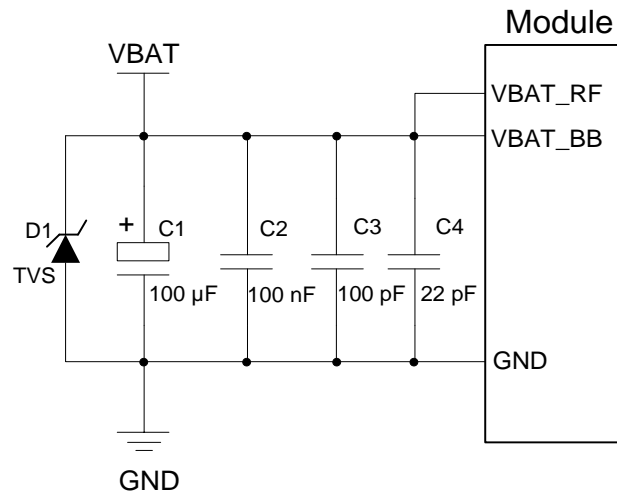 Module
VBAT
VBAT_RF
VBAT_BB
D1
TVS
+
C1
100 µF
C2
100 nF
C3
100 pF
C4
22 pF
GND
GND